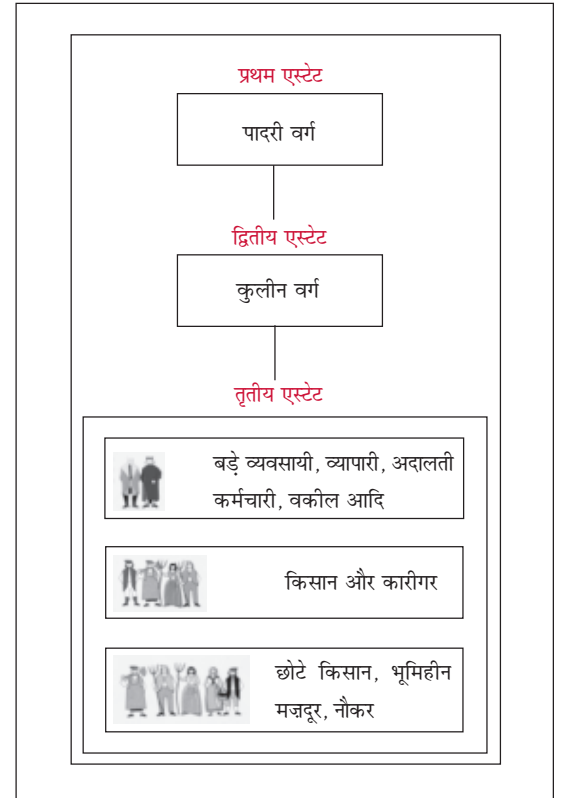 प्रथम एस्टेट
पादरी वर्ग
द्वितीय एस्टेट
कुलीन वर्ग
तृतीय एस्टेट
बड़े व्यवसायी, व्यापारी, अदालती
कर्मचारी, वकील आदि
किसान और कारीगर
छोटे किसान, भूमिहीन
मज़दूर, नौकर